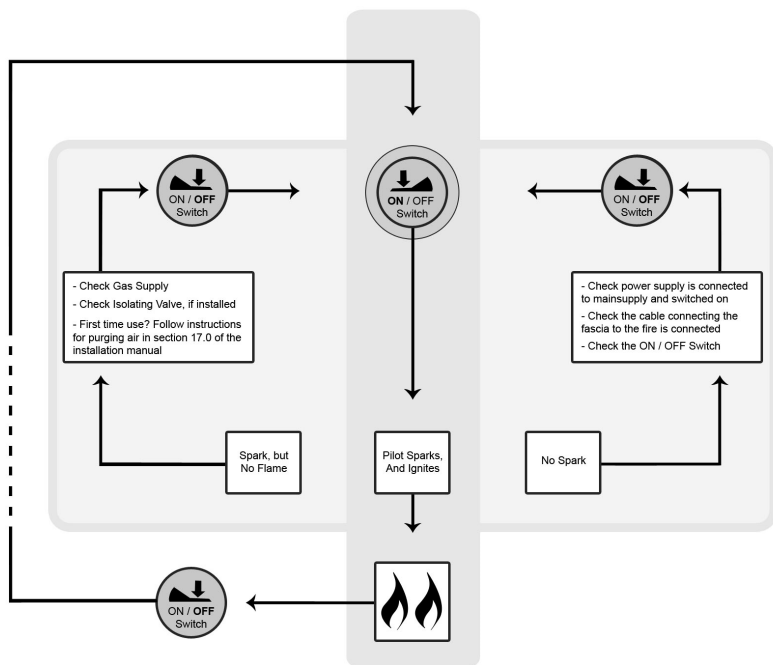 ON / OFF
Switch
ON / OFF
Switch
ON / OFF
Switch
- Check Gas Supply
- Check Isolating Valve, if installed
- First time use? Follow instructions
for purging air in section 17.0 of the
installation manual
- Check power supply is connected
to mainsupply and switched on
- Check the cable connecting the
fascia to the fire is connected
- Check the ON / OFF Switch
Spark, but
No Flame
Pilot Sparks,
And Ignites
No Spark
ON / OFF
Switch